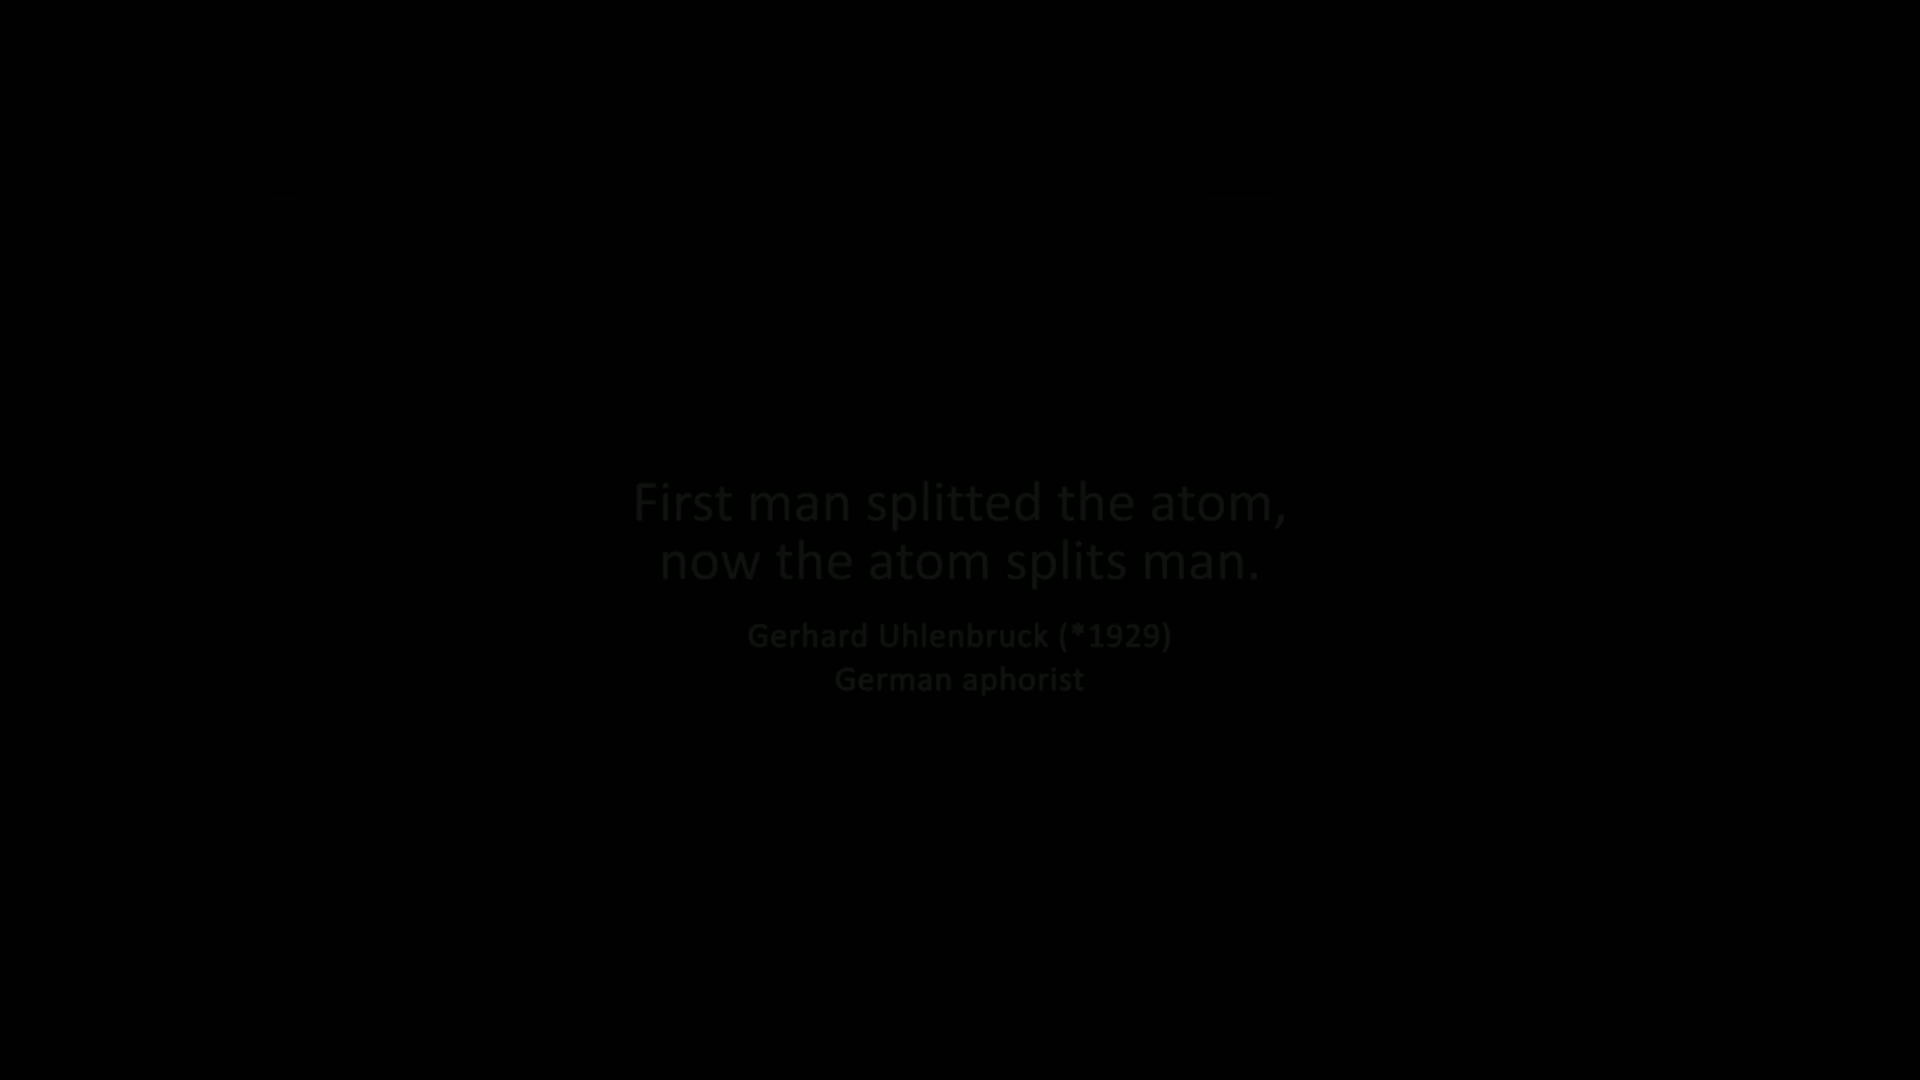 First man splitted the atom,
now the atom splits man.
Gerhard Uhlenbruck (*1929)
German aphorist